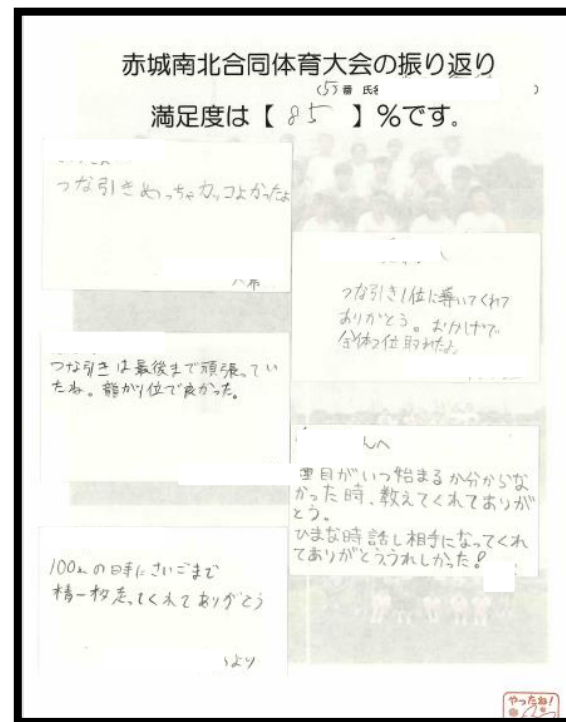 赤城南北合同体育大会の振り返り
(5)番 氏名 )
満足度は【 85 】%です。
つな引きめっちゃカッコよかったよ
つな引き1位に導いてくれて
ありがとう。おかげで
全体2位取れたよ。
つな引きは最後まで頑張ってい
たね。龍が1位で良かった。
んへ
種目がいつ始まるか分からな
かった時、教えてくれてありが
とう。
ひまな時話し相手になってくれ
てありがとううれしかった!
100mの時にさいごまで
精一杯走ってくれてありがとう
より
やったね!